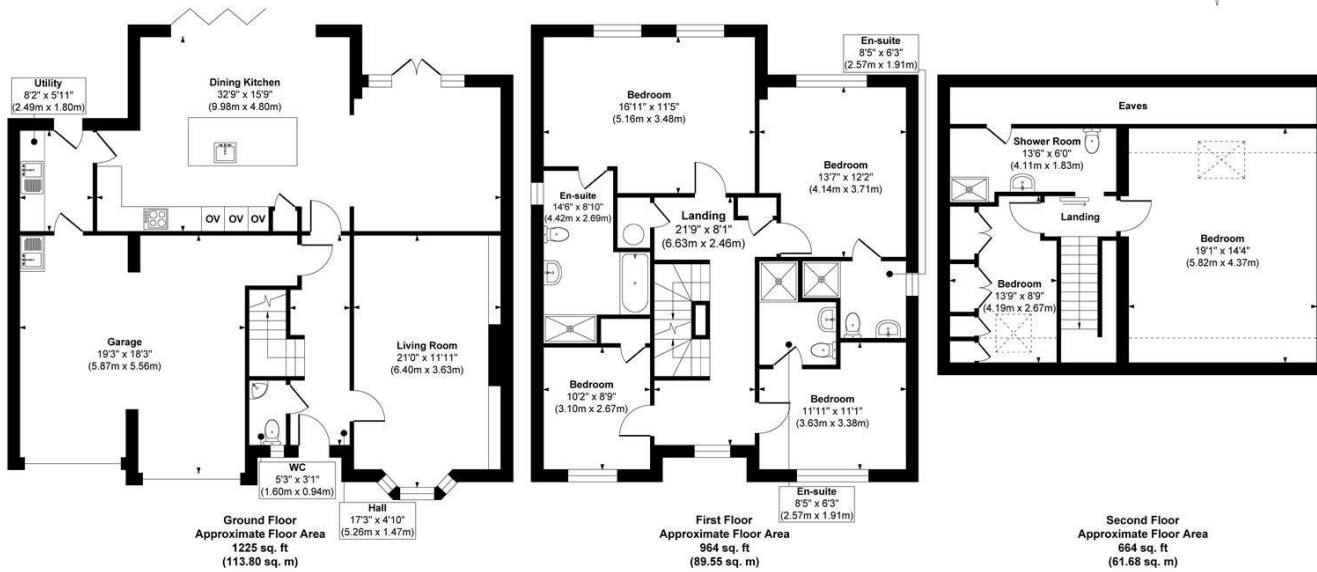 Utility
8'2" x 5'11"
(2.49m x 1.80m)
Dining Kitchen
32'9" x 15'9"
(9.98m x 4.80m)
OV OV OV
Garage
19'3" x 18'3"
(5.87m x 5.56m)
Living Room
21'0" x 11'11"
(6.40m x 3.63m)
WC
5'3" x 3'1"
(1.60m x 0.94m)
Hall
17'3" x 4'10"
(5.26m x 1.47m)
Ground Floor
Approximate Floor Area
1225 sq. ft
(113.80 sq. m)
En-suite
8'5" x 6'3"
(2.57m x 1.91m)
Bedroom
16'11" x 11'5"
(5.16m x 3.48m)
Bedroom
13'7" x 12'2"
(4.14m x 3.71m)
En-suite
14'6" x 8'10"
(4.42m x 2.69m)
Landing
21'9" x 8'1"
(6.63m x 2.46m)
Bedroom
10'2" x 8'9"
(3.10m x 2.67m)
Bedroom
11'11" x 11'1"
(3.63m x 3.38m)
En-suite
8'5" x 6'3"
(2.57m x 1.91m)
First Floor
Approximate Floor Area
964 sq. ft
(89.55 sq. m)
Eaves
Shower Room
13'6" x 6'0"
(4.11m x 1.83m)
Landing
Bedroom
19'1" x 14'4"
(5.82m x 4.37m)
Bedroom
13'9" x 8'9"
(4.19m x 2.67m)
Second Floor
Approximate Floor Area
664 sq. ft
(61.68 sq. m)